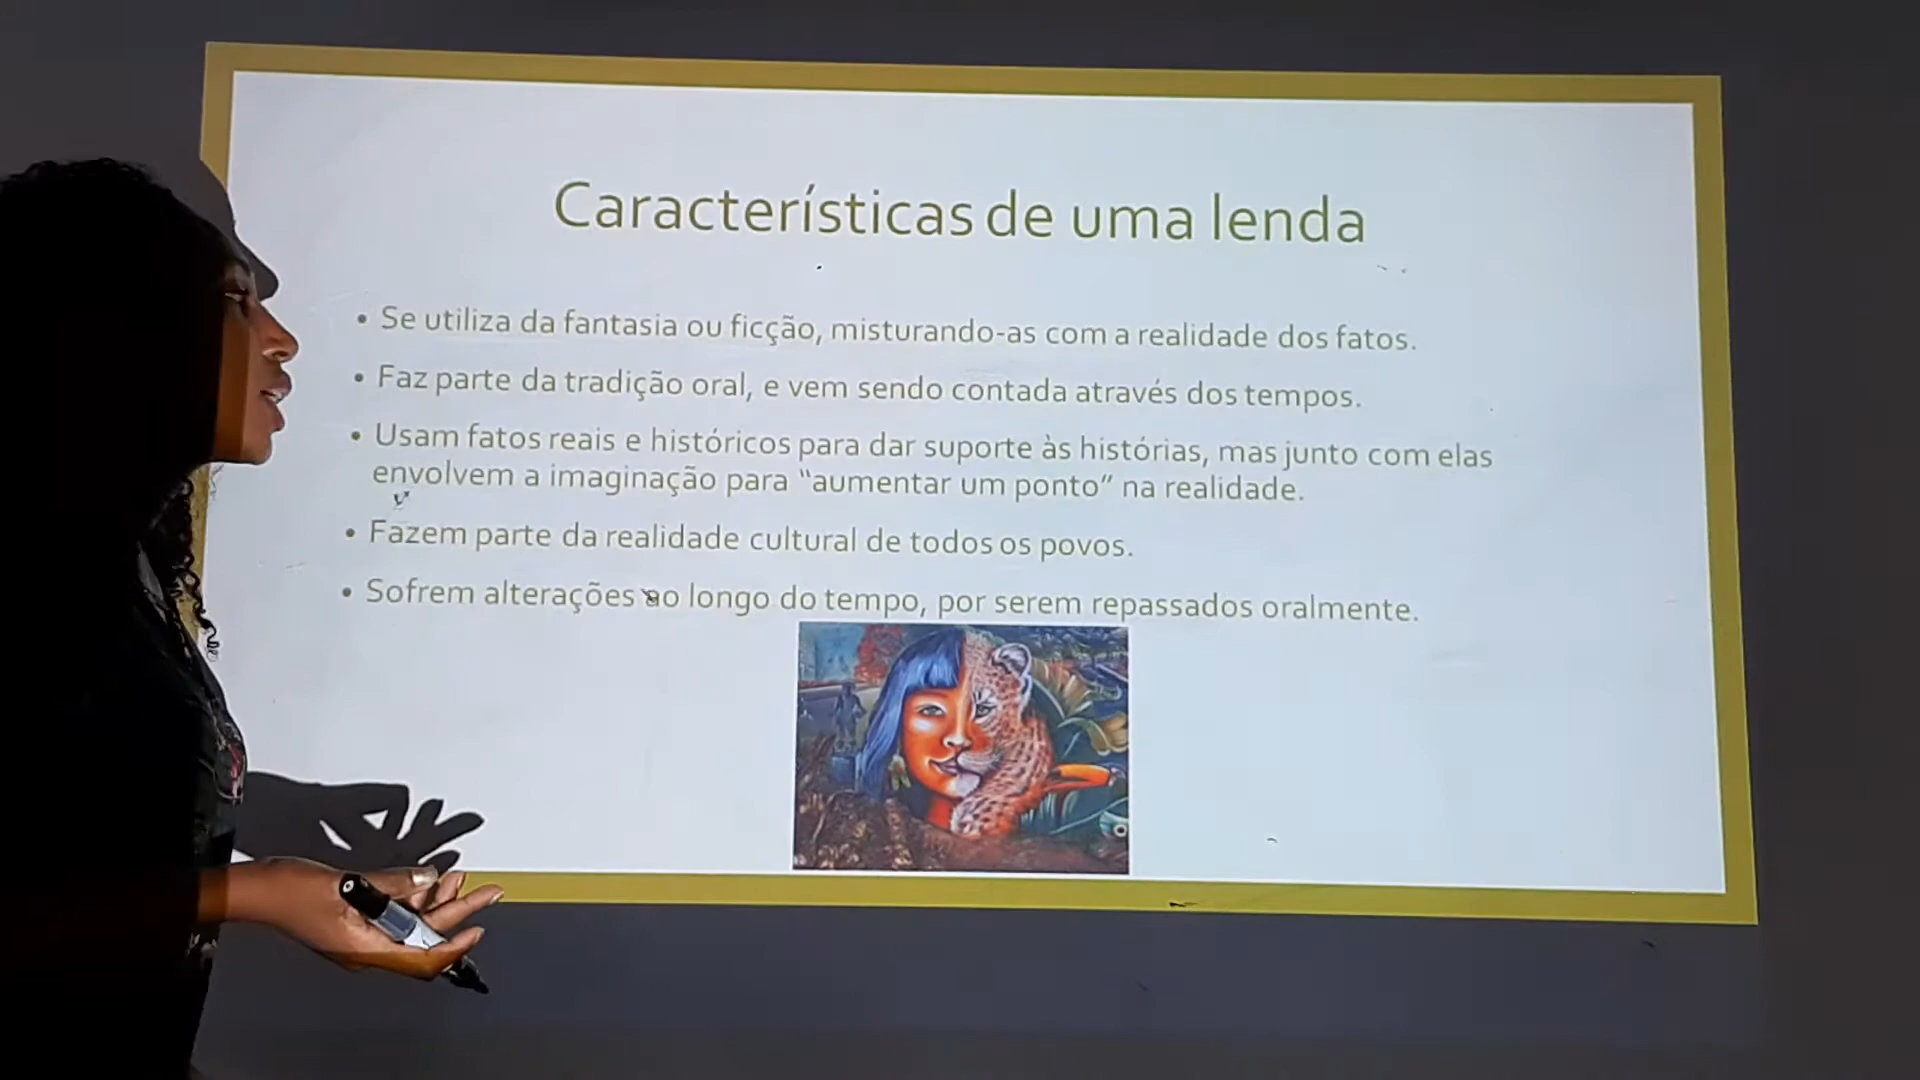 Características de uma lenda
• Se utiliza da fantasia ou ficção, misturando-as com a realidade dos fatos.
• Faz parte da tradição oral, e vem sendo contada através dos tempos.
• Usam fatos reais e históricos para dar suporte às histórias, mas junto com elas
envolvem a imaginação para “aumentar um ponto” na realidade.
• Fazem parte da realidade cultural de todos os povos.
• Sofrem alterações ao longo do tempo, por serem repassados oralmente.